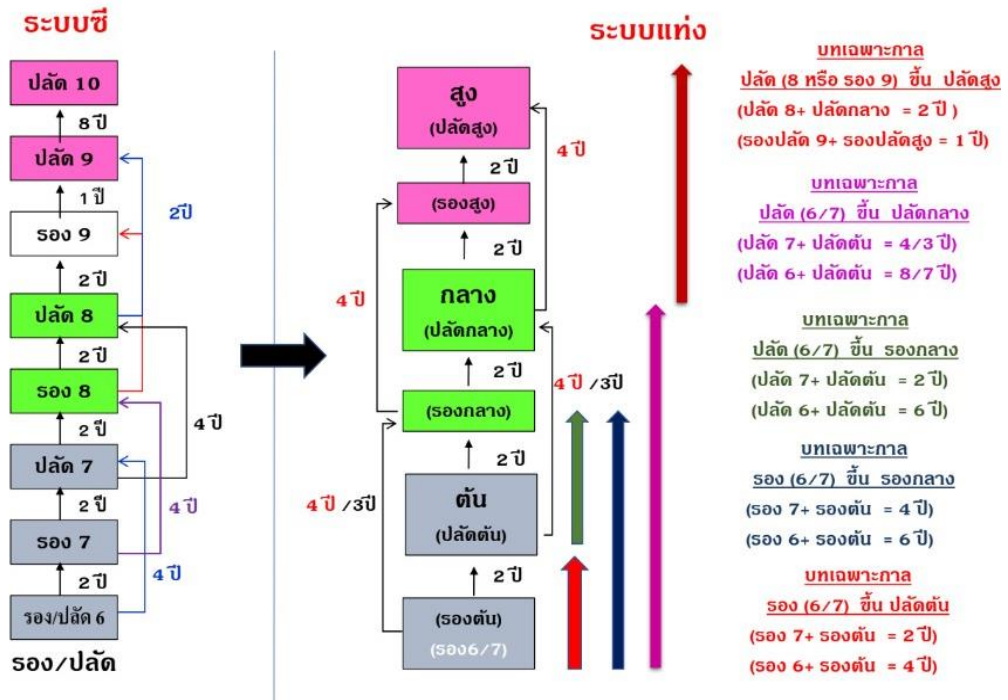 ระบบซี
ปลัด 10
8 ปี
ปลัด 9
1 ปี
2ปี
รอง 9
2 ปี
ปลัด 8
2 ปี
รอง 8
2 ปี
4 ปี
ปลัด 7
2 ปี
4 ปี
รอง 7
2 ปี
4 ปี
รอง/ปลัด 6
รอง/ปลัด
ระบบแท่ง
สูง
(ปลัดสูง)
4 ปี
2 ปี
(รองสูง)
2 ปี
4 ปี
กลาง
(ปลัดกลาง)
2 ปี
4 ปี /3ปี
(รองกลาง)
2 ปี
4 ปี /3ปี
ต้น
(ปลัดต้น)
2 ปี
(รองต้น)
(รอง6/7)
บทเฉพาะกาล
ปลัด (8 หรือ รอง 9) ขึ้น ปลัดสูง
(ปลัด 8+ ปลัดกลาง = 2 ปี )
(รองปลัด 9+ รองปลัดสูง = 1 ปี)
บทเฉพาะกาล
ปลัด (6/7) ขึ้น ปลัดกลาง
(ปลัด 7+ ปลัดต้น = 4/3 ปี)
(ปลัด 6+ ปลัดต้น = 8/7 ปี)
บทเฉพาะกาล
ปลัด (6/7) ขึ้น รองกลาง
(ปลัด 7+ ปลัดต้น = 2 ปี)
(ปลัด 6+ ปลัดต้น = 6 ปี)
บทเฉพาะกาล
รอง (6/7) ขึ้น รองกลาง
(รอง 7+ รองต้น = 4 ปี)
(รอง 6+ รองต้น = 6 ปี)
บทเฉพาะกาล
รอง (6/7) ขึ้น ปลัดต้น
(รอง 7+ รองต้น = 2 ปี)
(รอง 6+ รองต้น = 4 ปี)